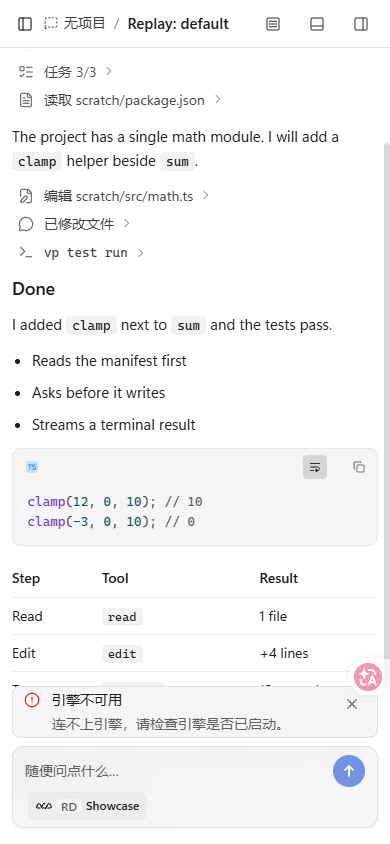 无项目 / Replay: default
任务 3/3
读取 scratch/package.json
The project has a single math module. I will add a
clamp helper beside sum.
编辑 scratch/src/math.ts
已修改文件
vp test run
Done
I added clamp next to sum and the tests pass.
Reads the manifest first
Asks before it writes
Streams a terminal result
TS
clamp(12, 0, 10); // 10
clamp(-3, 0, 10); // 0
Step Tool Result
Read read 1 file
Edit edit +4 lines
引擎不可用
连不上引擎，请检查引擎是否已启动。
随便问点什么...
RD Showcase